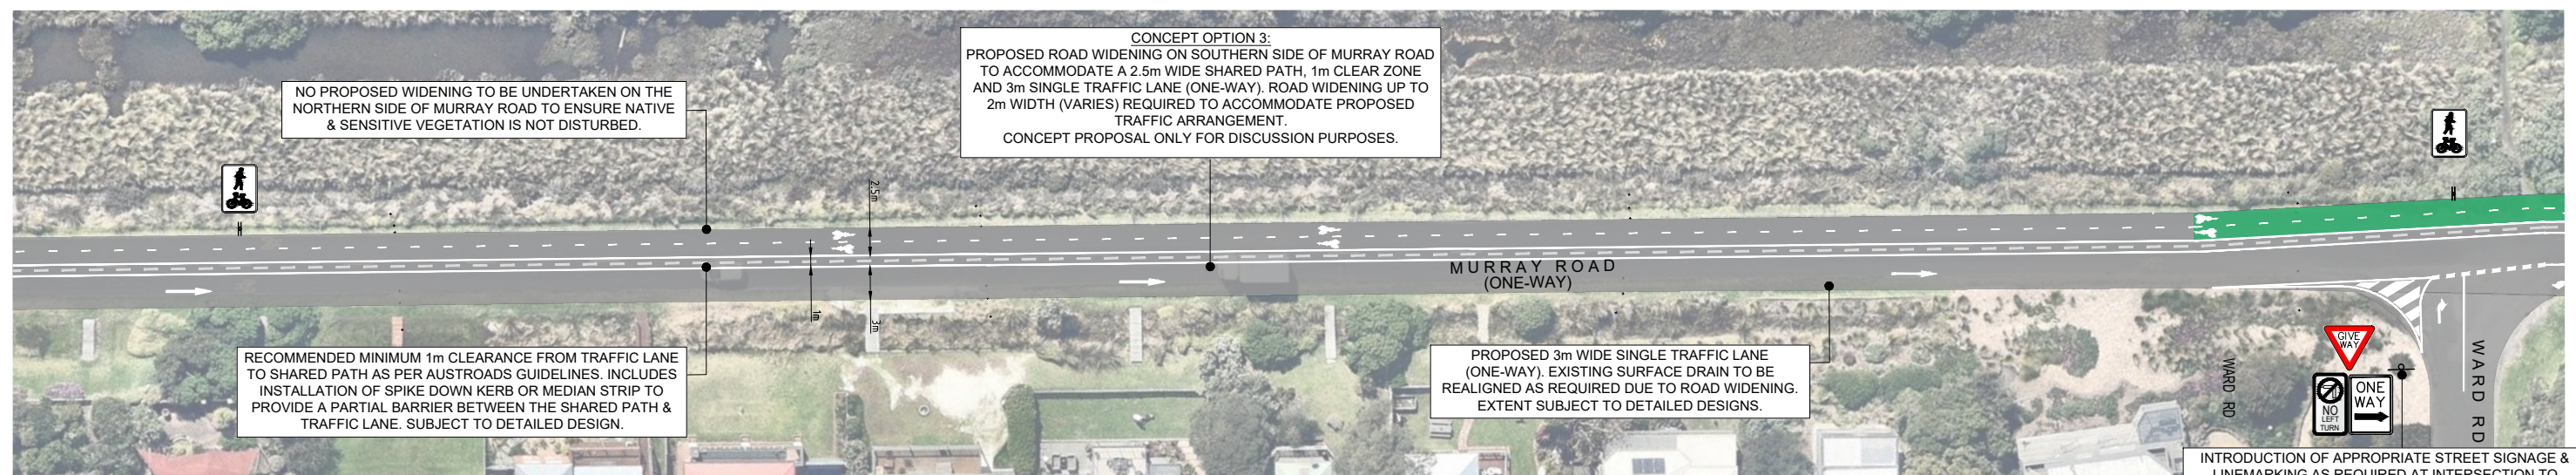 CONCEPT OPTION 3:
PROPOSED ROAD WIDENING ON SOUTHERN SIDE OF MURRAY ROAD
TO ACCOMMODATE A 2.5m WIDE SHARED PATH, 1m CLEAR ZONE
AND 3m SINGLE TRAFFIC LANE (ONE-WAY). ROAD WIDENING UP TO
2m WIDTH (VARIES) REQUIRED TO ACCOMMODATE PROPOSED
TRAFFIC ARRANGEMENT.
CONCEPT PROPOSAL ONLY FOR DISCUSSION PURPOSES.
NO PROPOSED WIDENING TO BE UNDERTAKEN ON THE
NORTHERN SIDE OF MURRAY ROAD TO ENSURE NATIVE
& SENSITIVE VEGETATION IS NOT DISTURBED.
2.5m
MURRAY ROAD
(ONE-WAY)
1m
3m
RECOMMENDED MINIMUM 1m CLEARANCE FROM TRAFFIC LANE
TO SHARED PATH AS PER AUSTROADS GUIDELINES. INCLUDES
INSTALLATION OF SPIKE DOWN KERB OR MEDIAN STRIP TO
PROVIDE A PARTIAL BARRIER BETWEEN THE SHARED PATH &
TRAFFIC LANE. SUBJECT TO DETAILED DESIGN.
PROPOSED 3m WIDE SINGLE TRAFFIC LANE
(ONE-WAY). EXISTING SURFACE DRAIN TO BE
REALIGNED AS REQUIRED DUE TO ROAD WIDENING.
EXTENT SUBJECT TO DETAILED DESIGNS.
WARD RD
GIVE
WAY
NO
LEFT
TURN
ONE
WAY
WARD RD
INTRODUCTION OF APPROPRIATE STREET SIGNAGE &
LINEMARKING AS REQUIRED AT INTERSECTION TO